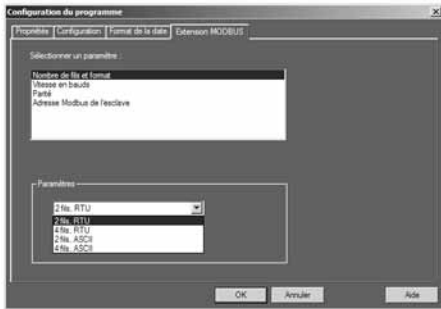 Configuration du programme
Propriétés Configuration Format de la date Extension MODBUS
Sélectionner un paramètre :
Nombre de fils et format
Vitesse en bauds
Parité
Adresse Modbus de l'esclave
Paramètres
2 fils, RTU
2 fils, RTU
4 fils, RTU
2 fils, ASCII
4 fils, ASCII
OK Annuler Aide